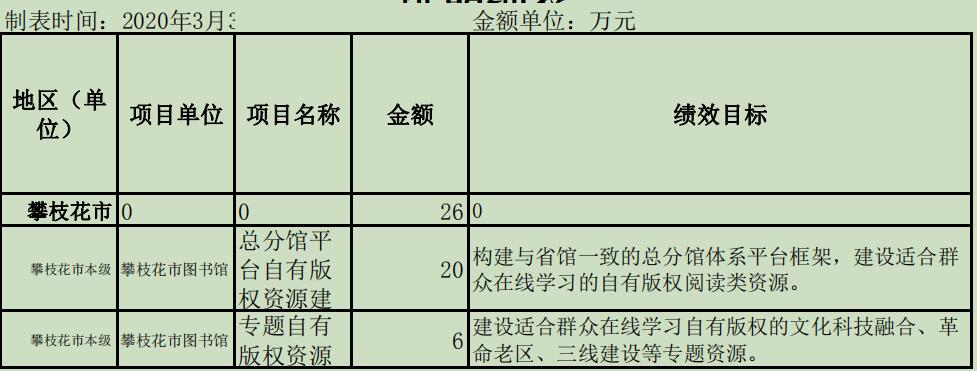 制表时间：2020年3月3
金额单位：万元
地区（单
位）
项目单位
项目名称
金额
绩效目标
攀枝花市
0
0
26
0
攀枝花市本级
攀枝花市图书馆
总分馆平
台自有版
权资源建
20
构建与省馆一致的总分馆体系平台框架，建设适合群
众在线学习的自有版权阅读类资源。
攀枝花市本级
攀枝花市图书馆
专题自有
版权资源
6
建设适合群众在线学习自有版权的文化科技融合、革
命老区、三线建设等专题资源。